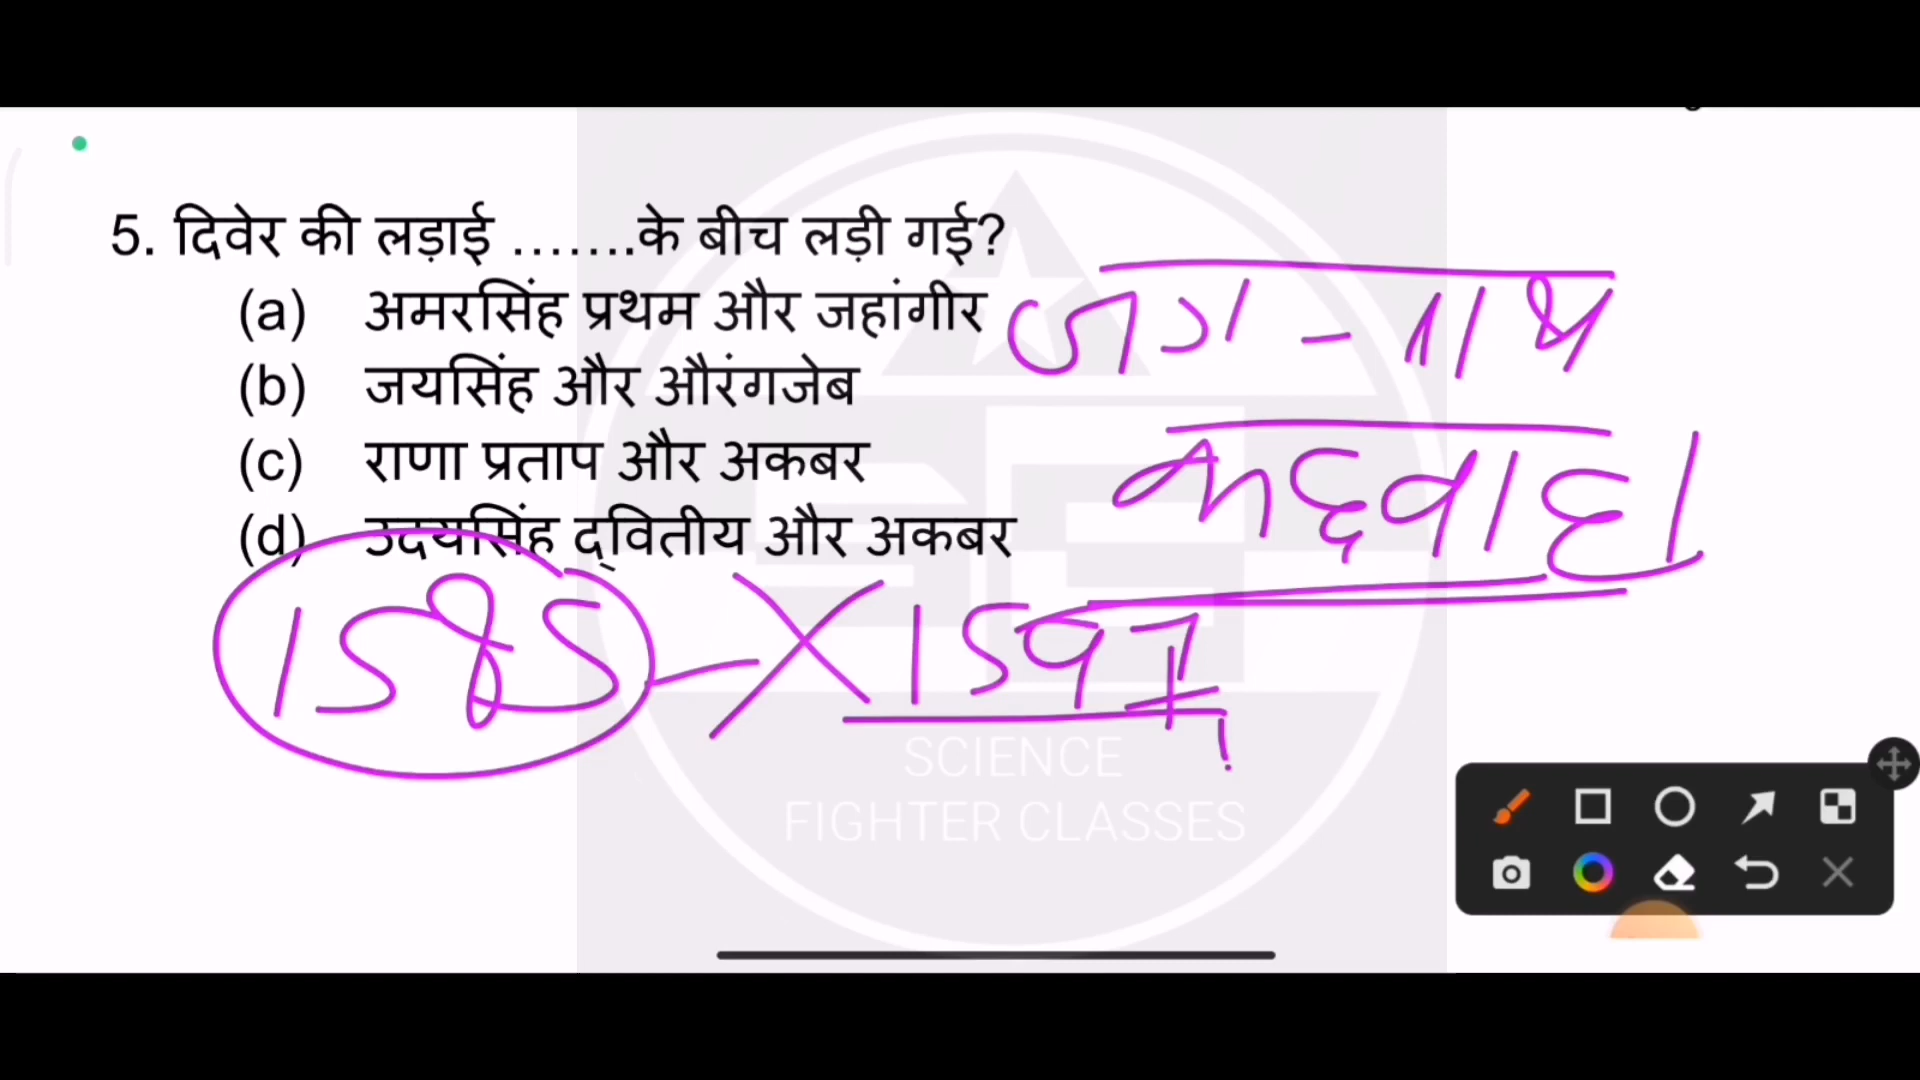 5. दिवेर की लड़ाई .......के बीच लड़ी गई?
(a) अमरसिंह प्रथम और जहांगीर
(b) जयसिंह और औरंगजेब
(c) राणा प्रताप और अकबर
(d) उदयसिंह द्वितीय और अकबर
कछवाहा
1585 - X 1597
SCIENCE
FIGHTER CLASSES